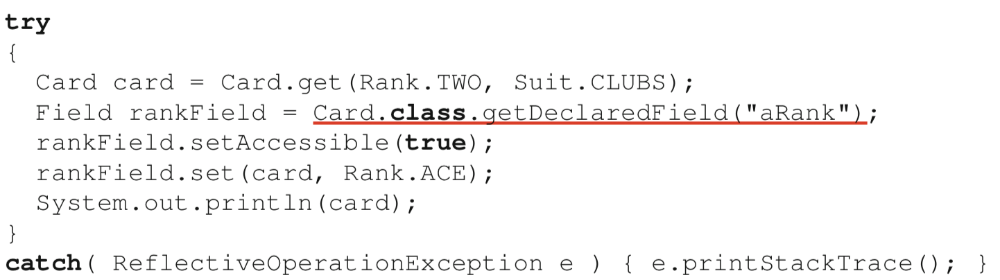 try
{
  Card card = Card.get(Rank.TWO, Suit.CLUBS);
  Field rankField = Card.class.getDeclaredField("aRank");
  rankField.setAccessible(true);
  rankField.set(card, Rank.ACE);
  System.out.println(card);
}
catch( ReflectiveOperationException e ) { e.printStackTrace(); }